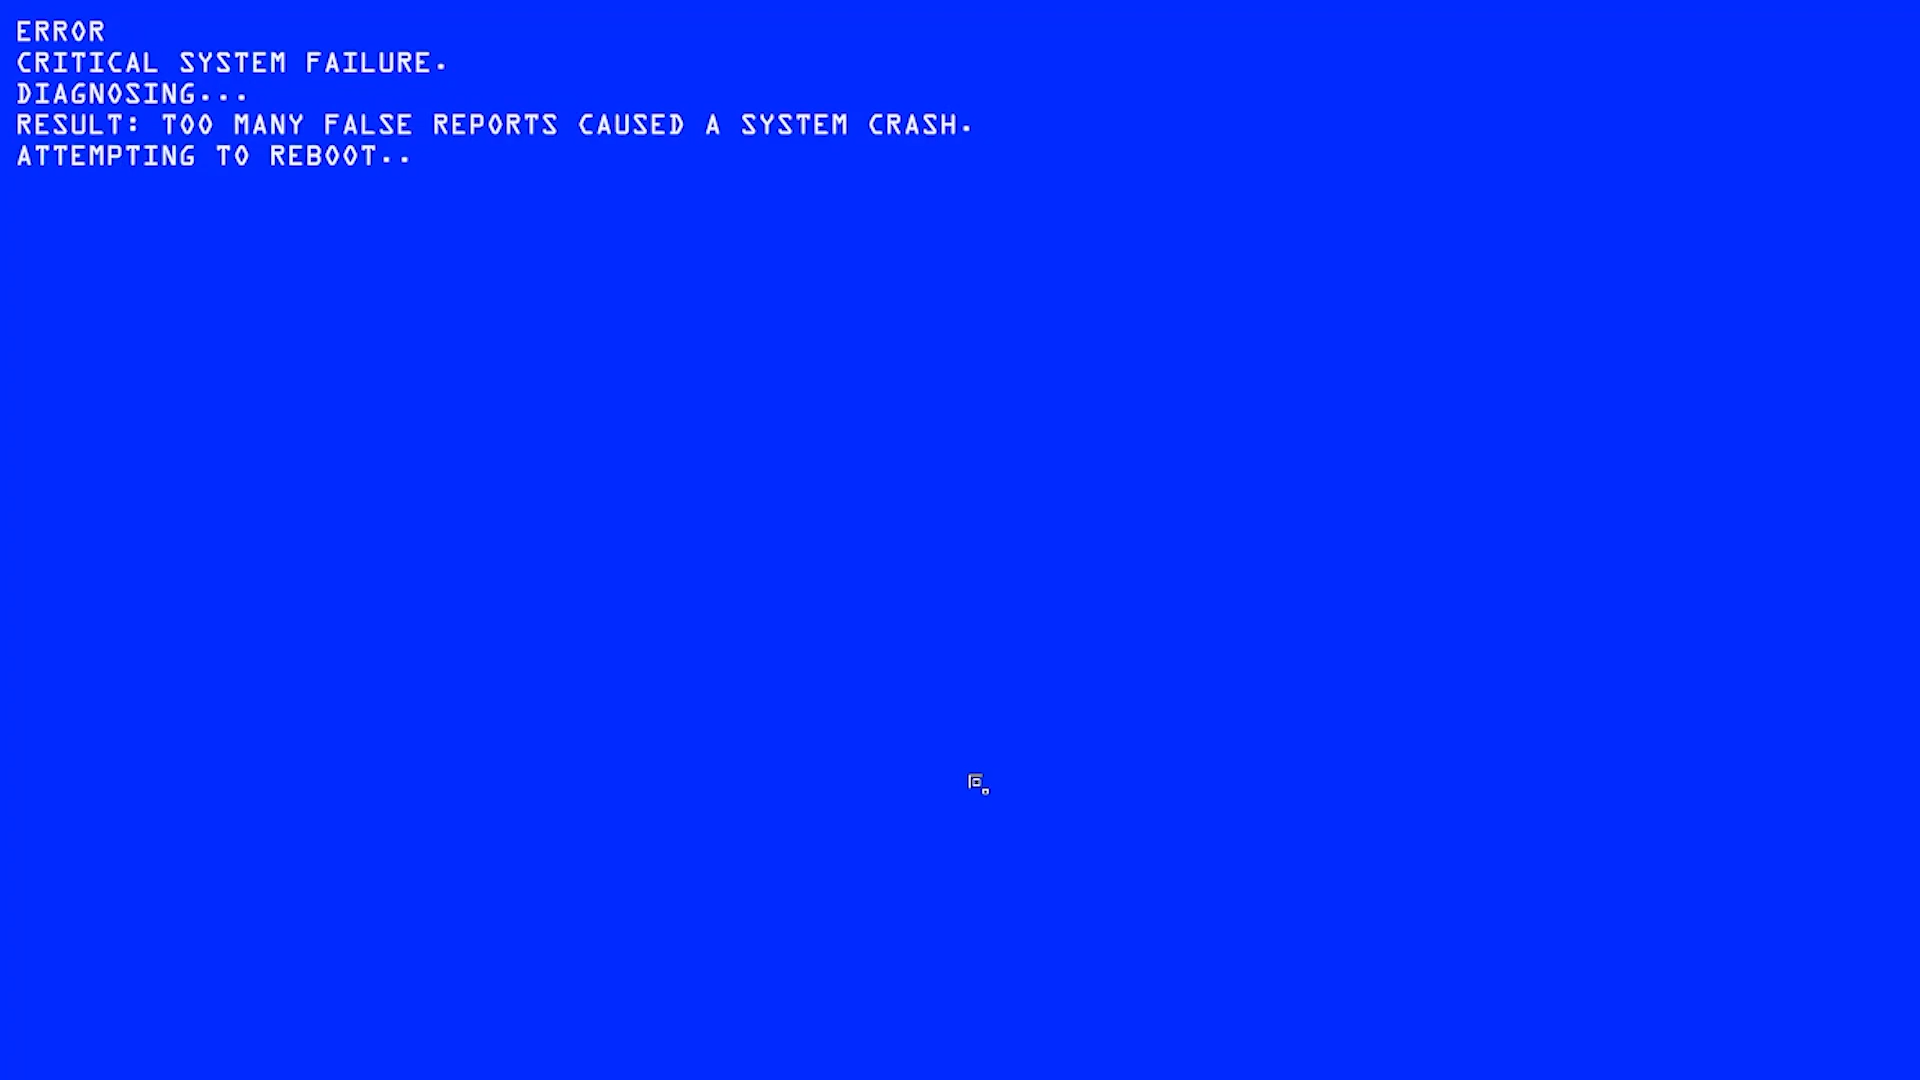 ERROR
CRITICAL SYSTEM FAILURE.
DIAGNOSING...
RESULT: TOO MANY FALSE REPORTS CAUSED A SYSTEM CRASH.
ATTEMPTING TO REBOOT..